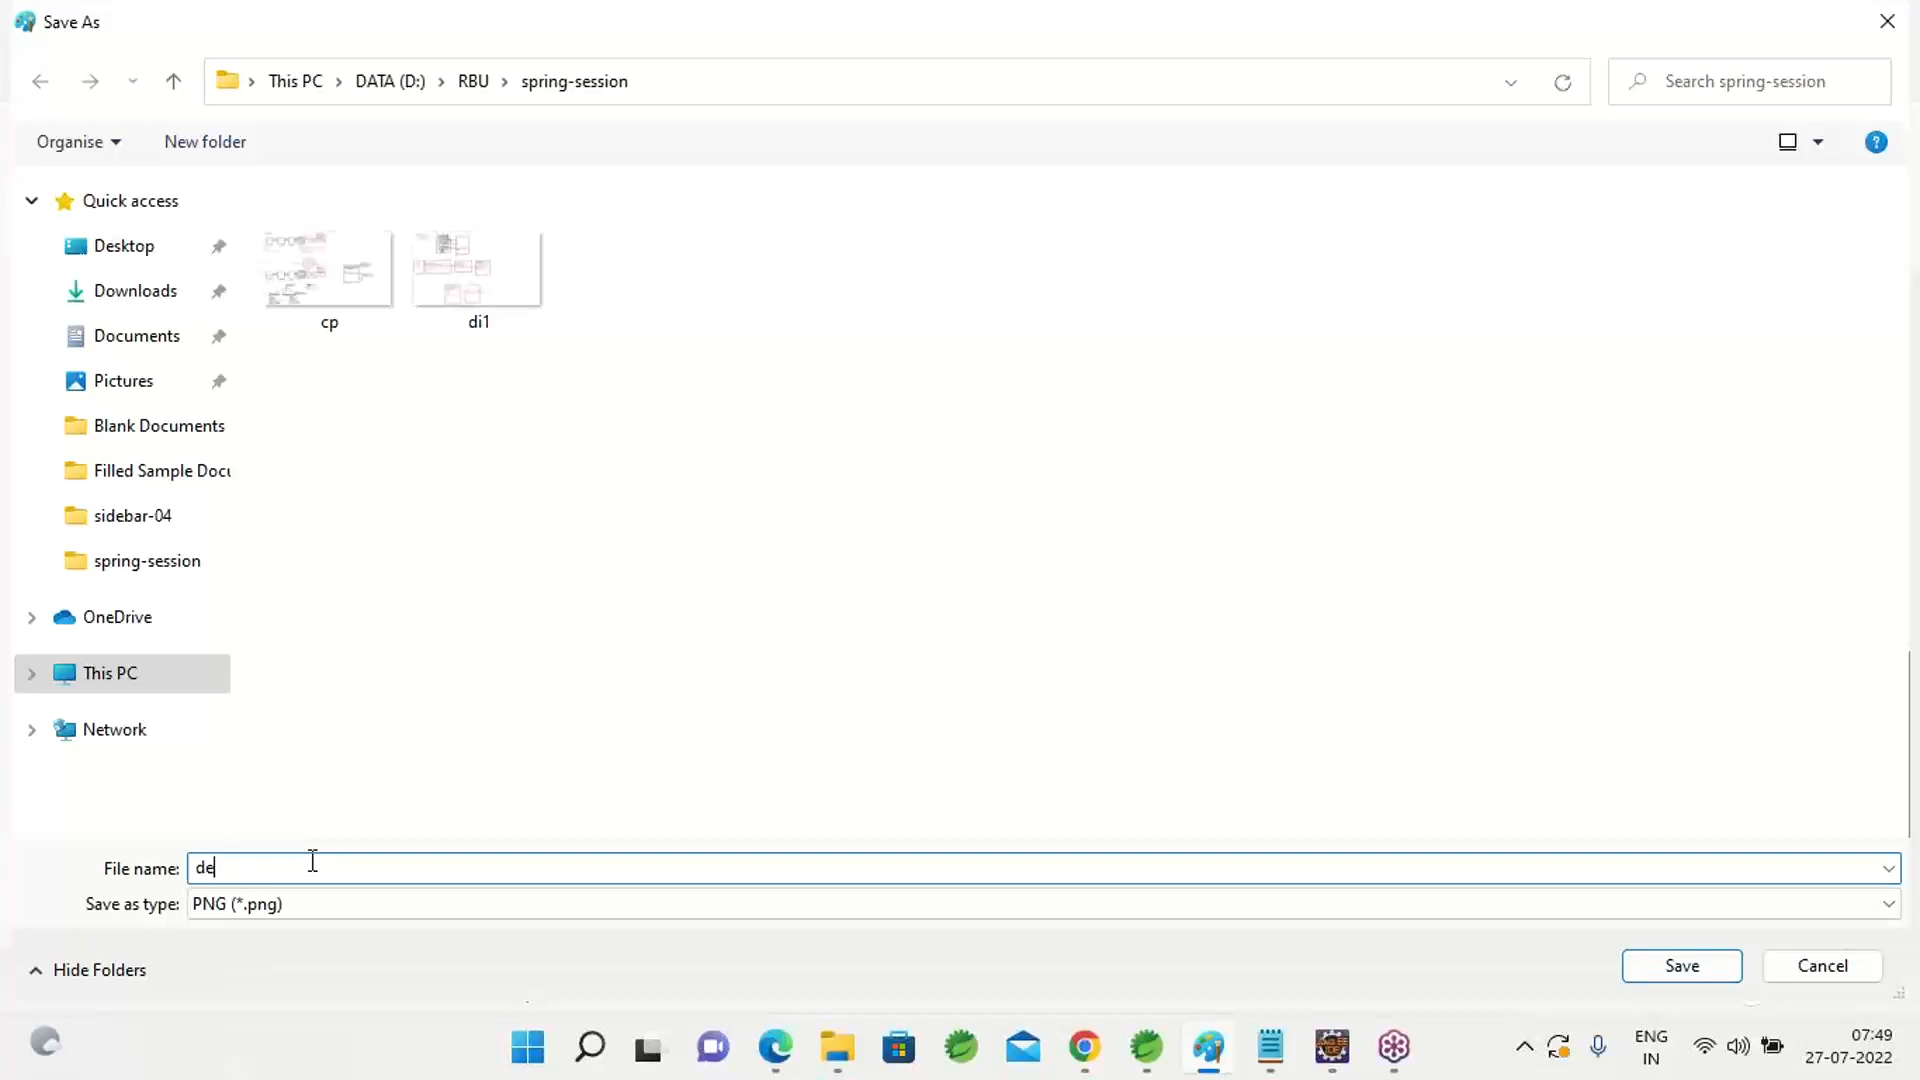 Save As
This PC
DATA (D:)
RBU
spring-session
Search spring-session
Organise
New folder
Quick access
Desktop
Downloads
Documents
Pictures
Blank Documents
Filled Sample Docu
sidebar-04
spring-session
OneDrive
This PC
Network
cp
di1
File name:
de
Save as type:
PNG (*.png)
Hide Folders
Save
Cancel
ENG
IN
07:49
27-07-2022